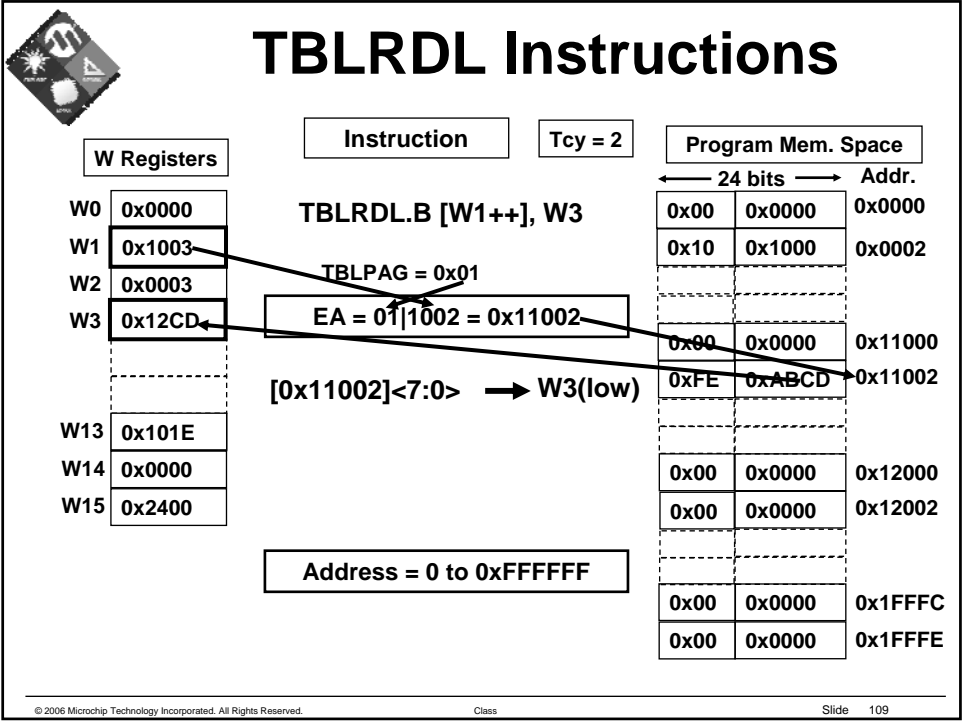 TBLRDL Instructions
Instruction
Tcy = 2
W Registers
Program Mem. Space
24 bits
Addr.
W0 0x0000
TBLRDL.B [W1++], W3
0x00 0x0000 0x0000
W1 0x1003
0x10 0x1000 0x0002
TBLPAG = 0x01
W2 0x0003
W3 0x12CD
EA = 01|1002 = 0x11002
0x00 0x0000 0x11000
0xFE 0xABCD 0x11002
[0x11002]<7:0> W3(low)
W13 0x101E
W14 0x0000
0x00 0x0000 0x12000
W15 0x2400
0x00 0x0000 0x12002
Address = 0 to 0xFFFFFF
0x00 0x0000 0x1FFFC
0x00 0x0000 0x1FFFE
© 2006 Microchip Technology Incorporated. All Rights Reserved. Class Slide 109